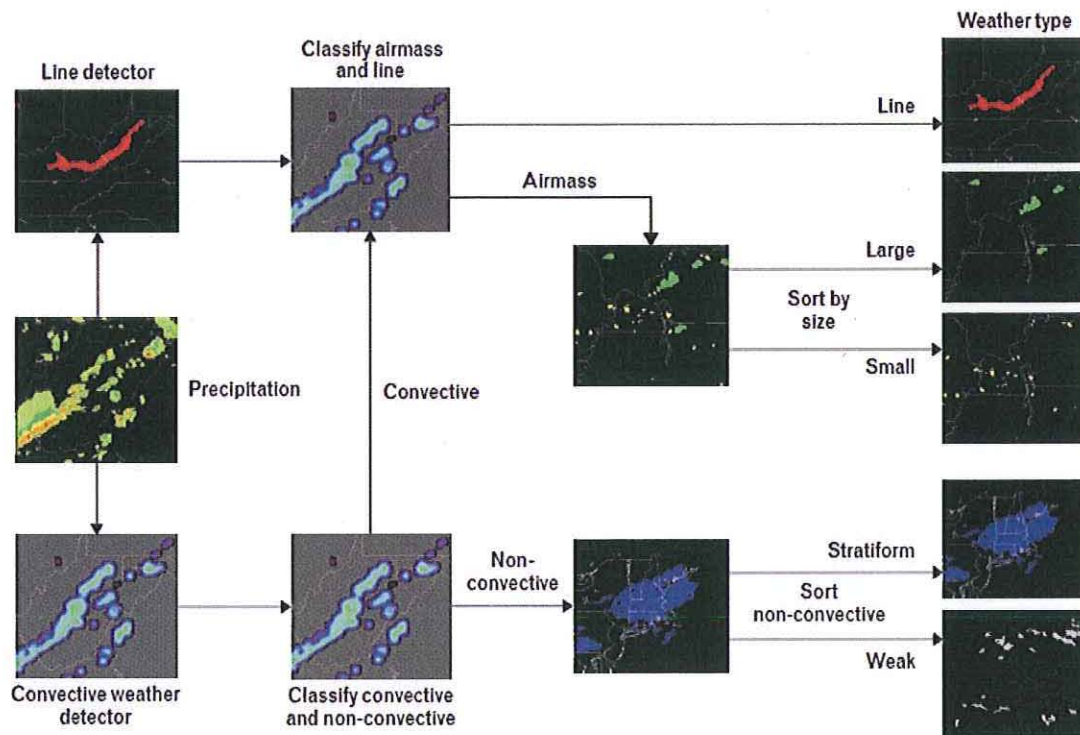 Weather type
Classify airmass
and line
Line detector
Line
Airmass
Large
Sort by
size
Small
Precipitation
Convective
Non-
convective
Stratiform
Sort
non-convective
Weak
Convective weather
detector
Classify convective
and non-convective